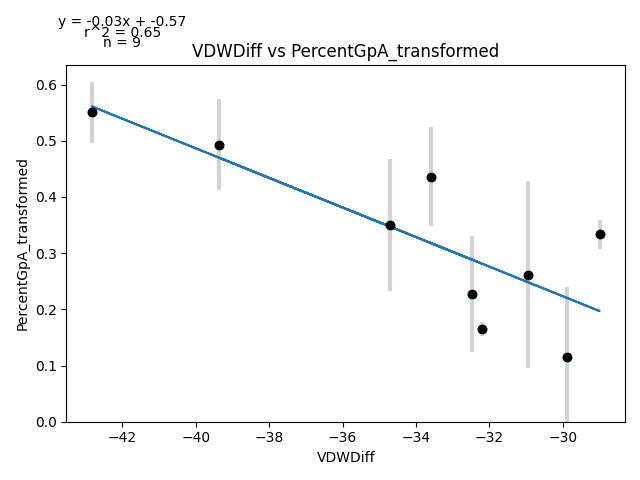 y = -0.03x + -0.57
r^2 = 0.65
n = 9
VDWDiff vs PercentGpA_transformed
PercentGpA_transformed
0.6
0.5
0.4
0.3
0.2
0.1
0.0
−42 −40 −38 −36 −34 −32 −30
VDWDiff